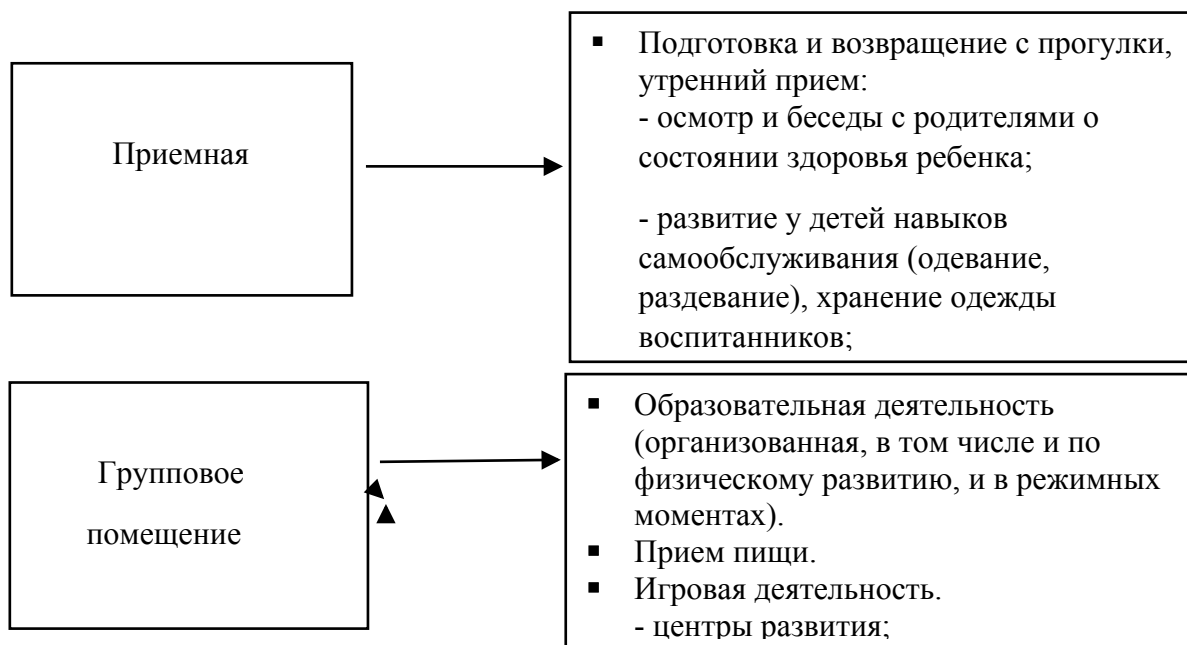 Приемная
▪ Подготовка и возвращение с прогулки,
утренний прием:
- осмотр и беседы с родителями о
состоянии здоровья ребенка;
- развитие у детей навыков
самообслуживания (одевание,
раздевание), хранение одежды
воспитанников;
Групповое
помещение
▪ Образовательная деятельность
(организованная, в том числе и по
физическому развитию, и в режимных
моментах).
▪ Прием пищи.
▪ Игровая деятельность.
- центры развития;